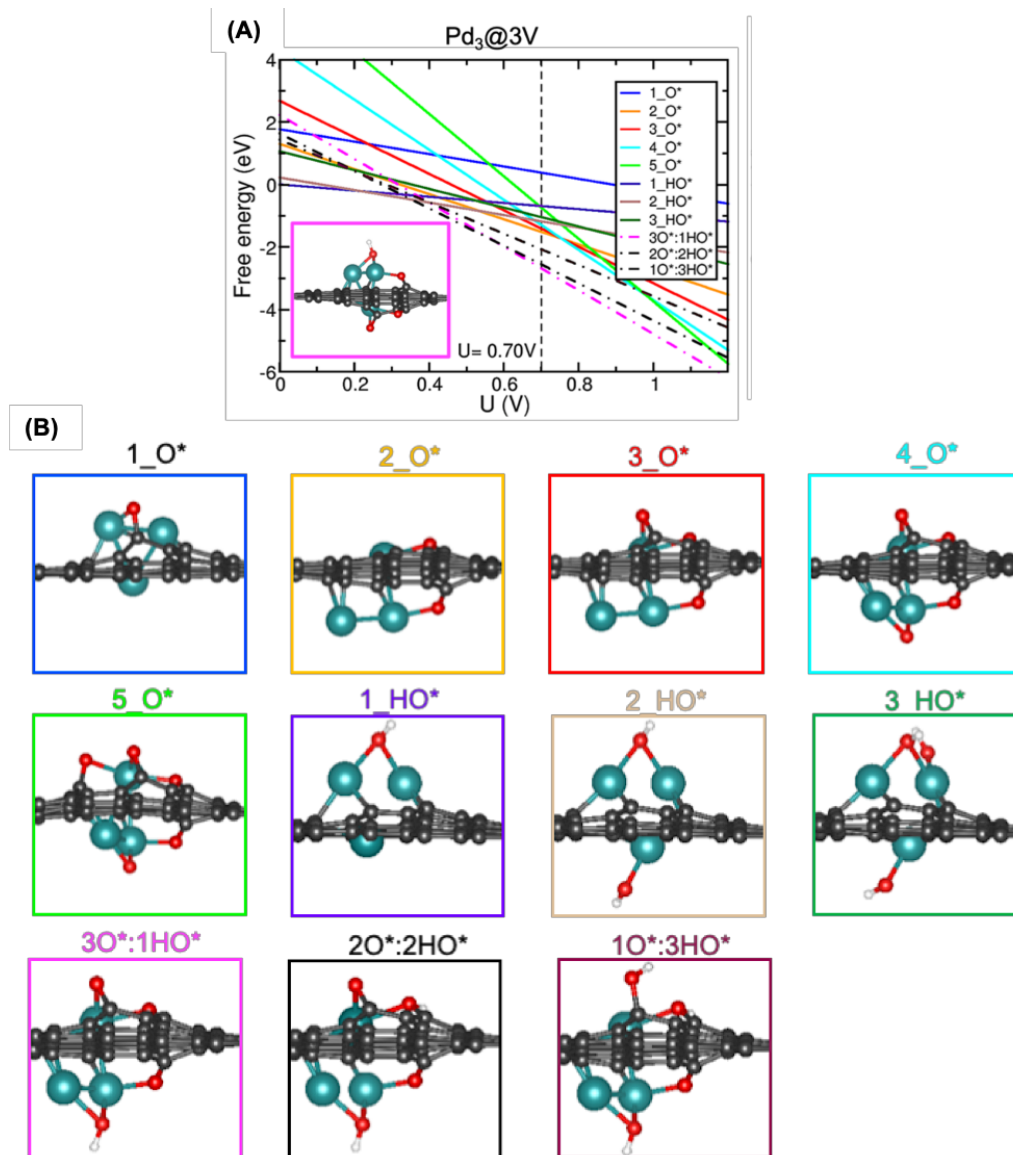 (A)
Pd₃@3V
4
2
0
-2
-4
-6
Free energy (eV)
1_O*
2_O*
3_O*
4_O*
5_O*
1_HO*
2_HO*
3_HO*
3O*:1HO*
2O*:2HO*
1O*:3HO*
U= 0.70V
0
0.2
0.4
0.6
0.8
1
U (V)
(B)
1_O*
2_O*
3_O*
4_O*
5_O*
1_HO*
2_HO*
3_HO*
3O*:1HO*
2O*:2HO*
1O*:3HO*